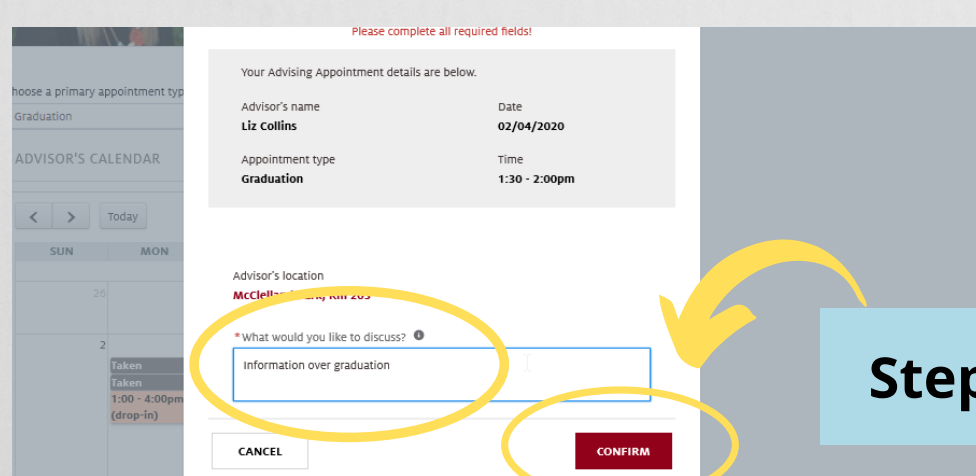 Please complete all required fields!
Your Advising Appointment details are below.
Advisor's name
Date
Liz Collins
02/04/2020
Appointment type
Time
Graduation
1:30 - 2:00pm
Advisor's location
Rm 203
*What would you like to discuss?
Information over graduation
CANCEL
CONFIRM
hoose a primary appointment typ
Graduation
ADVISOR'S CALENDAR
< > Today
SUN MON
26
2
Taken
Taken
1:00 - 4:00pm
(drop-in)
Step